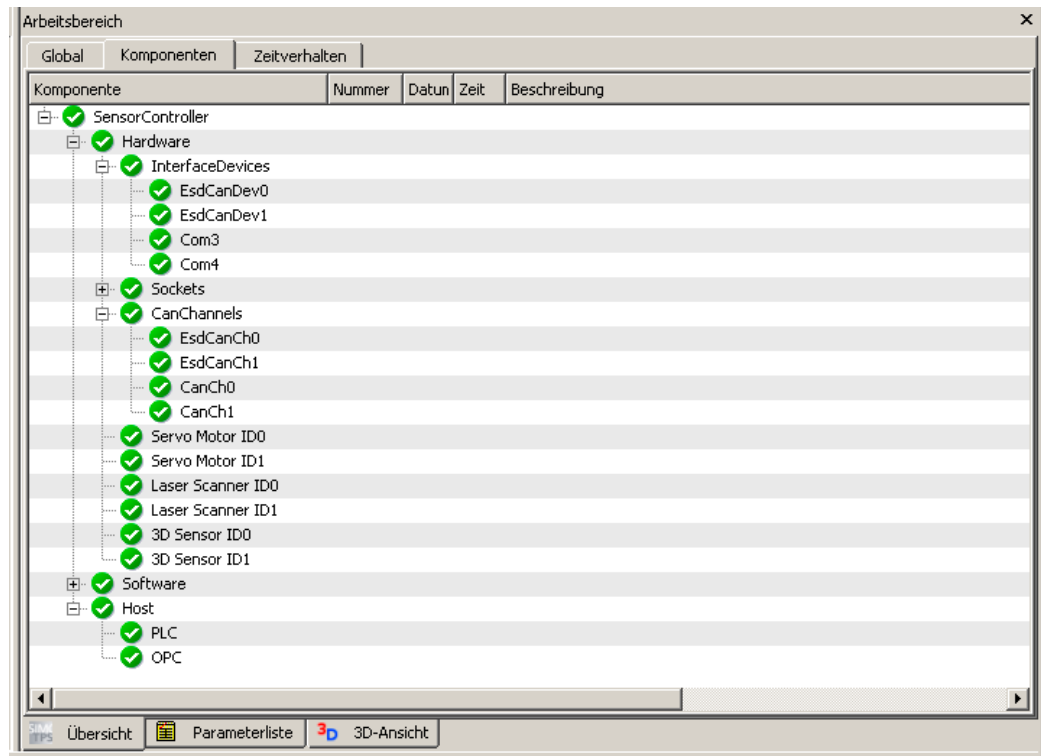 Arbeitsbereich
Global Komponenten Zeitverhalten
Komponente Nummer Datun Zeit Beschreibung
SensorController
Hardware
InterfaceDevices
EsdCanDev0
EsdCanDev1
Com3
Com4
Sockets
CanChannels
EsdCanCh0
EsdCanCh1
CanCh0
CanCh1
Servo Motor ID0
Servo Motor ID1
Laser Scanner ID0
Laser Scanner ID1
3D Sensor ID0
3D Sensor ID1
Software
Host
PLC
OPC
Übersicht Parameterliste 3D 3D-Ansicht